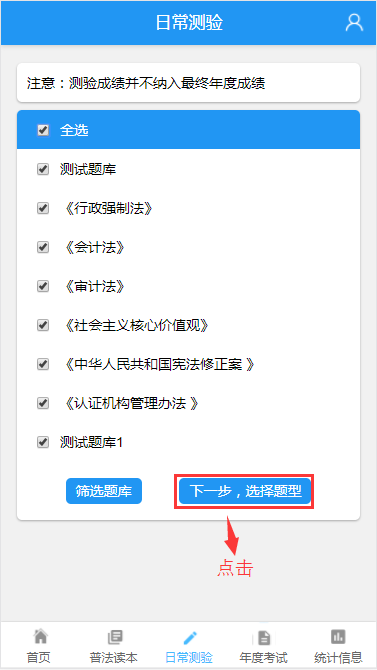 日常测验
注意：测验成绩并不纳入最终年度成绩
全选
测试题库
《行政强制法》
《会计法》
《审计法》
《社会主义核心价值观》
《中华人民共和国宪法修正案 》
《认证机构管理办法 》
测试题库1
筛选题库 下一步，选择题型
点击
首页 普法读本 日常测验 年度考试 统计信息